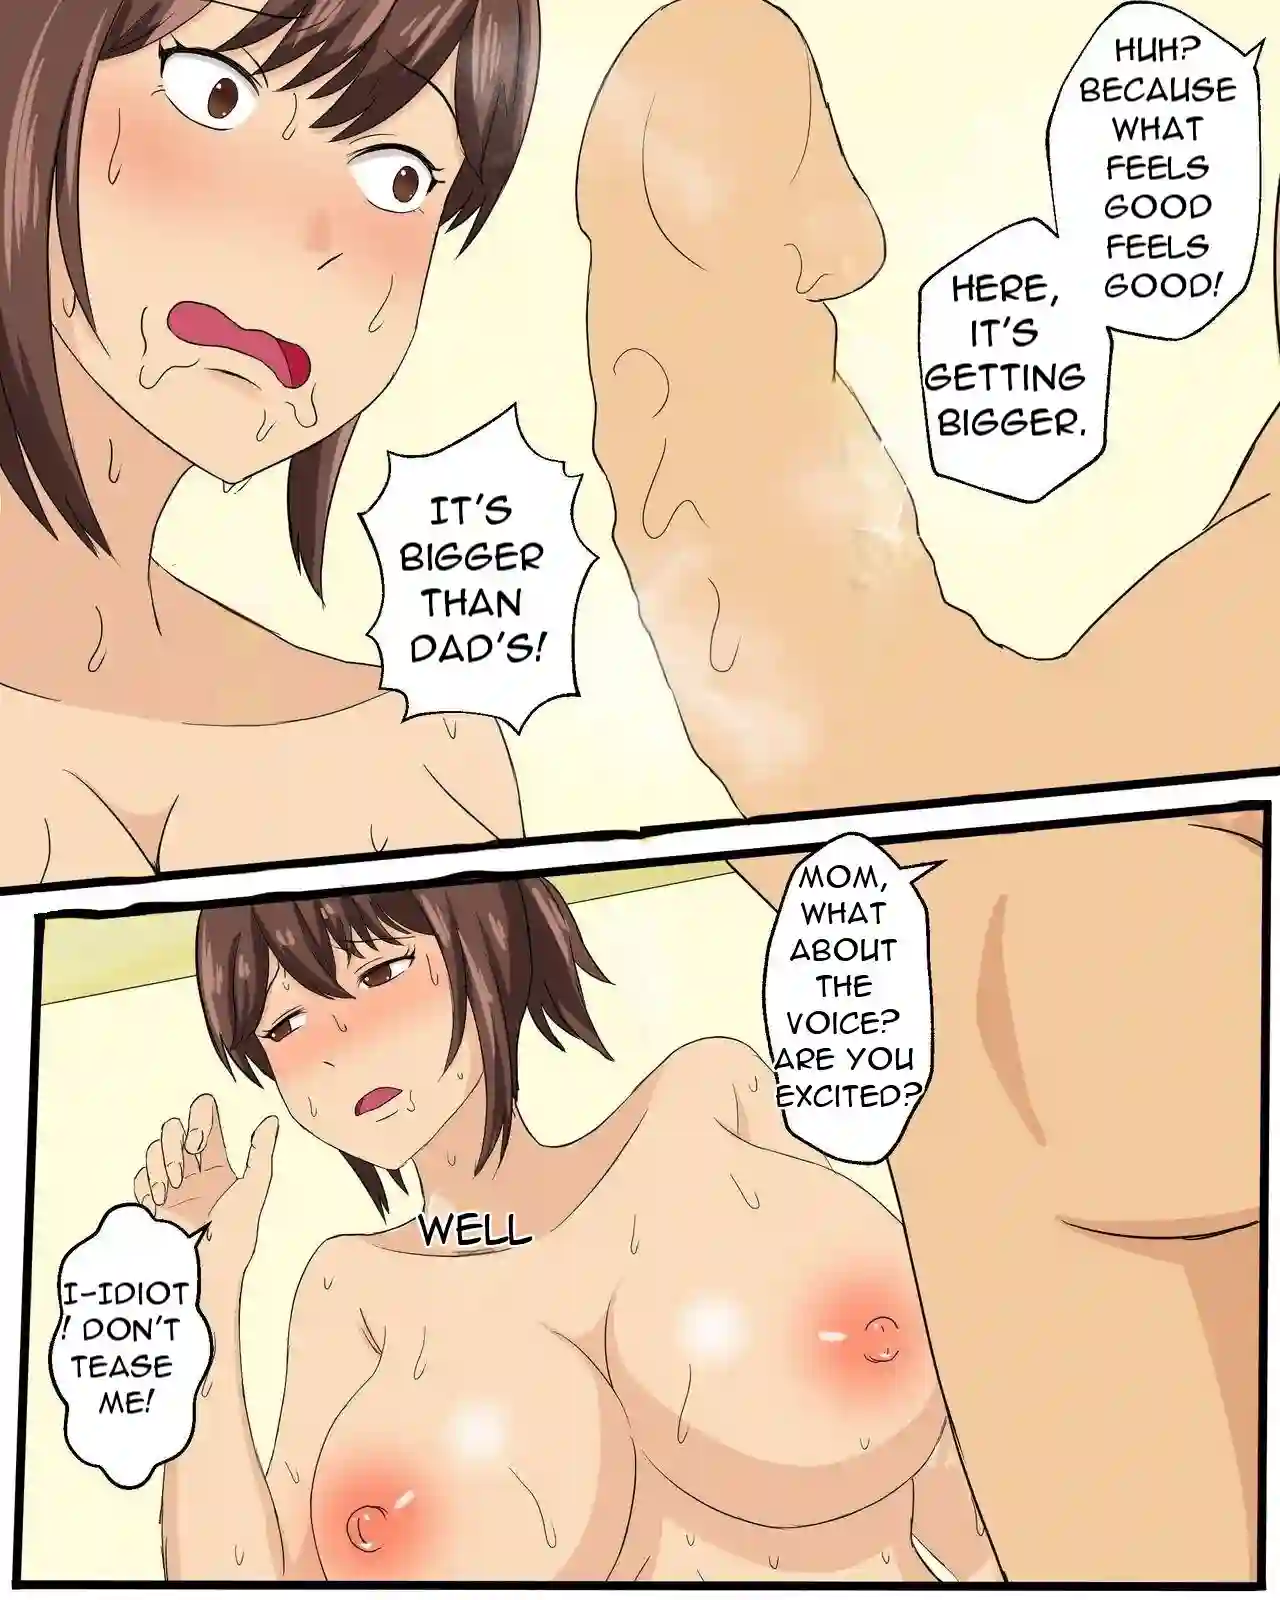 HUH?
BECAUSE
WHAT
FEELS
GOOD
FEELS
GOOD!
HERE,
IT'S
GETTING
BIGGER.
IT'S
BIGGER
THAN
DAD'S!
MOM,
WHAT
ABOUT
THE
VOICE?
ARE YOU
EXCITED?
WELL
I-IDIOT
! DON'T
TEASE
ME!